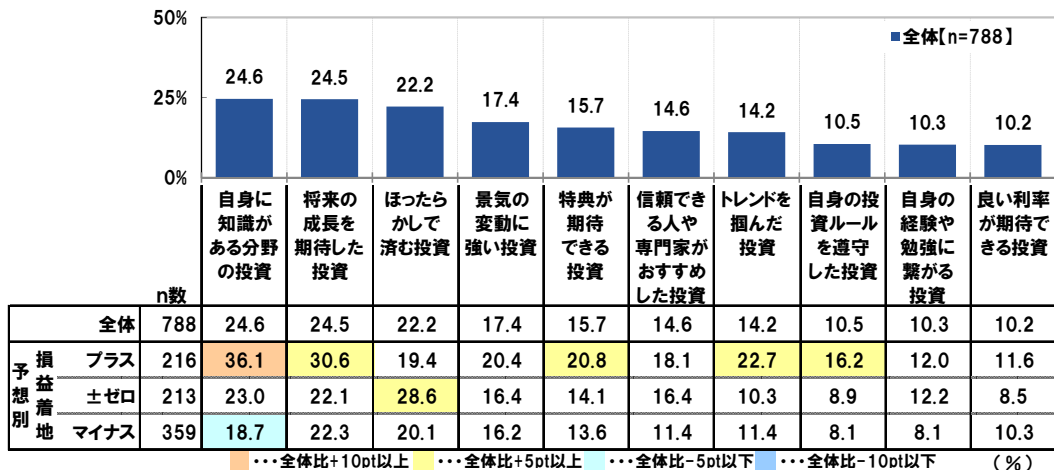 50%
■全体【n=788】
24.6 24.5 22.2 17.4 15.7 14.6 14.2 10.5 10.3 10.2
25%
0%
自身に
知識が
ある分野
の投資
将来の
成長を
期待した
投資
ほったら
かしで
済む投資
景気の
変動に
強い投資
特典が
期待
できる
投資
信頼でき
る人や
専門家が
おすすめ
した投資
トレンドを
掴んだ
投資
自身の投
資ルール
を遵守
した投資
自身の
経験や
勉強に
繋がる
投資
良い利率
が期待で
きる投資
n数
全体 788 24.6 24.5 22.2 17.4 15.7 14.6 14.2 10.5 10.3 10.2
損益着地
予想別
プラス 216 36.1 30.6 19.4 20.4 20.8 18.1 22.7 16.2 12.0 11.6
±ゼロ 213 23.0 22.1 28.6 16.4 14.1 16.4 10.3 8.9 12.2 8.5
マイナス 359 18.7 22.3 20.1 16.2 13.6 11.4 11.4 8.1 8.1 10.3
・・・全体比+10pt以上 ・・・全体比+5pt以上 ・・・全体比-5pt以下 ・・・全体比-10pt以下 (%)